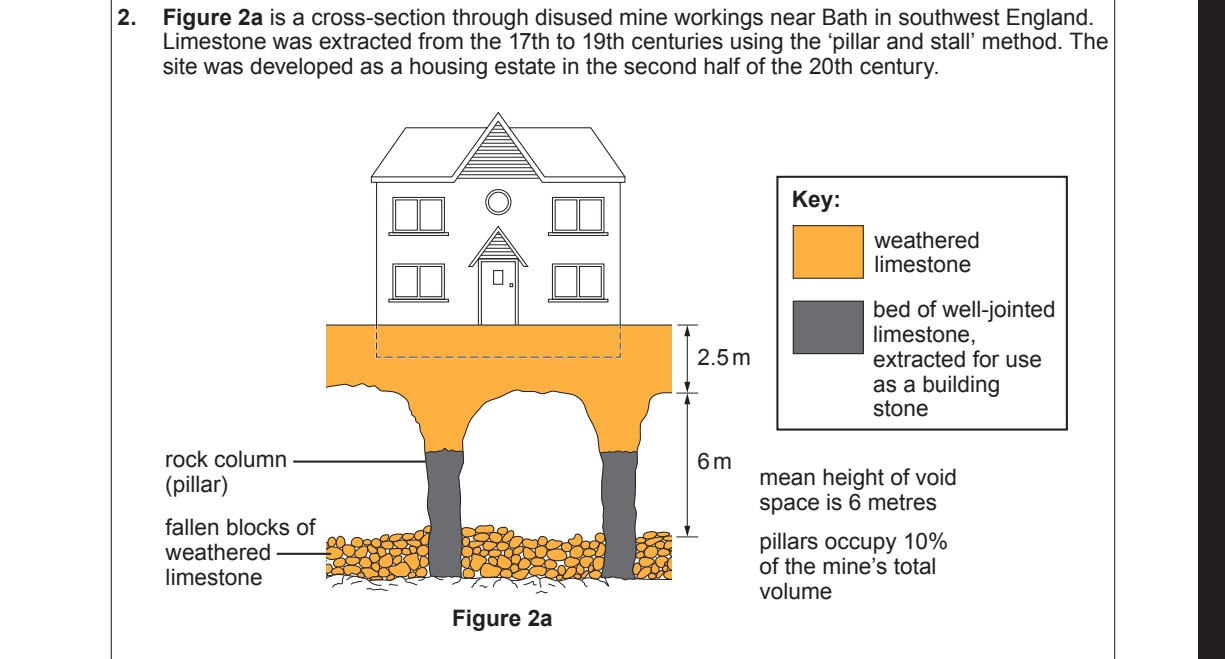 2. Figure 2a is a cross-section through disused mine workings near Bath in southwest England.
Limestone was extracted from the 17th to 19th centuries using the ‘pillar and stall’ method. The
site was developed as a housing estate in the second half of the 20th century.
Key:
weathered
limestone
bed of well-jointed
limestone,
extracted for use
as a building
stone
2.5 m
6 m
rock column
(pillar)
mean height of void
space is 6 metres
fallen blocks of
weathered
limestone
pillars occupy 10%
of the mine’s total
volume
Figure 2a